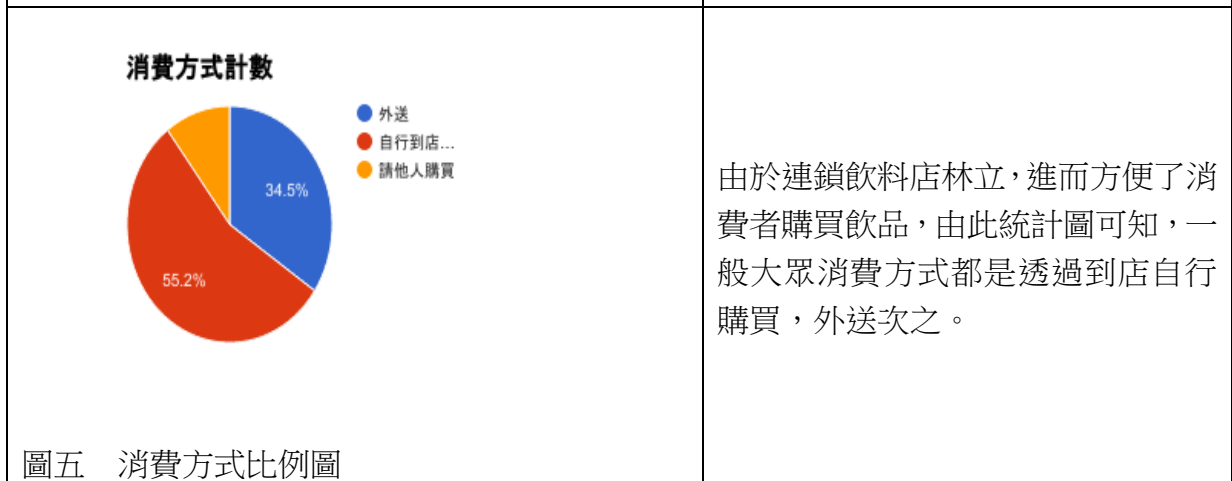 消費方式計數
外送
自行到店...
請他人購買
34.5%
55.2%
圖五　消費方式比例圖
由於連鎖飲料店林立，進而方便了消
費者購買飲品，由此統計圖可知，一
般大眾消費方式都是透過到店自行
購買，外送次之。